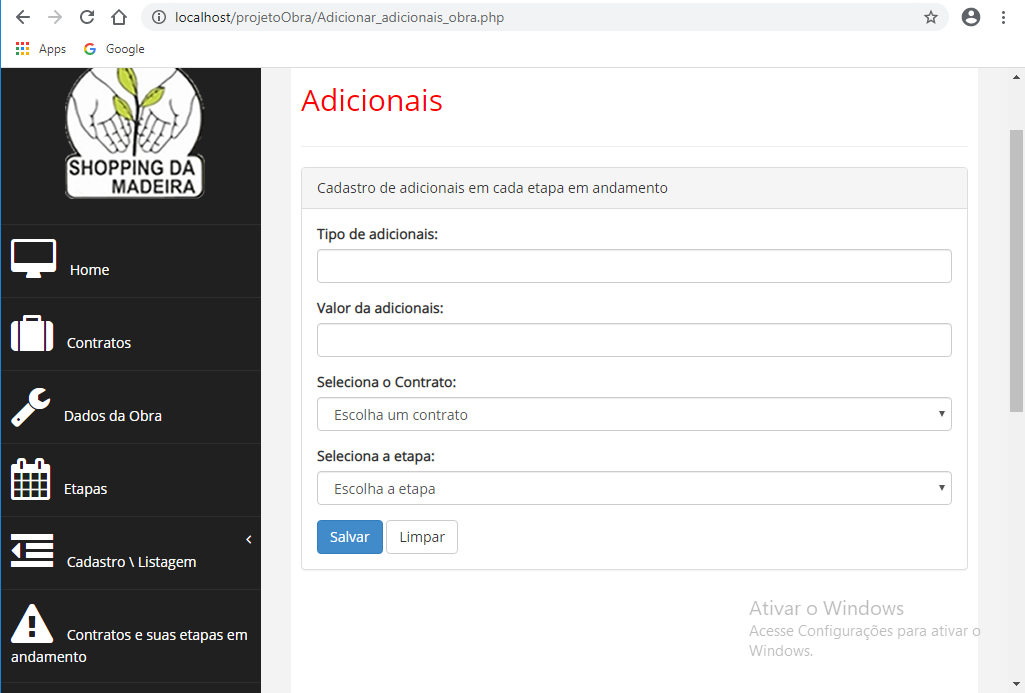 localhost/projetoObra/Adicionar_adicionais_obra.php
Apps
Google
SHOPPING DA
MADEIRA
Home
Contratos
Dados da Obra
Etapas
Cadastro \ Listagem
Contratos e suas etapas em
andamento
Adicionais
Cadastro de adicionais em cada etapa em andamento
Tipo de adicionais:
Valor da adicionais:
Seleciona o Contrato:
Escolha um contrato
Seleciona a etapa:
Escolha a etapa
Salvar
Limpar
Ativar o Windows
Acesse Configurações para ativar o
Windows.